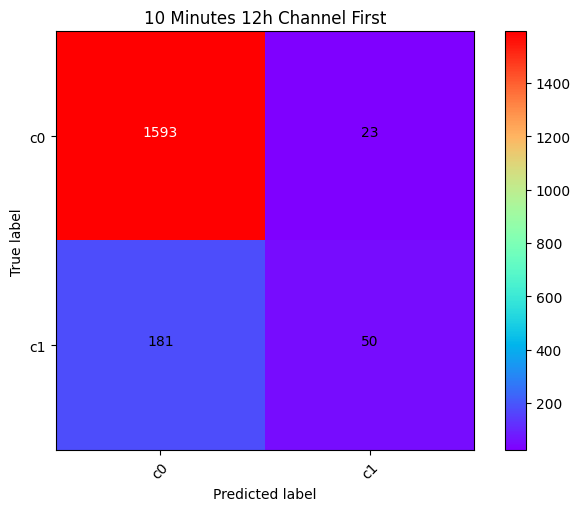 10 Minutes 12h Channel First
1593
23
181
50
c0
c1
True label
c0
c1
Predicted label
1400
1200
1000
800
600
400
200